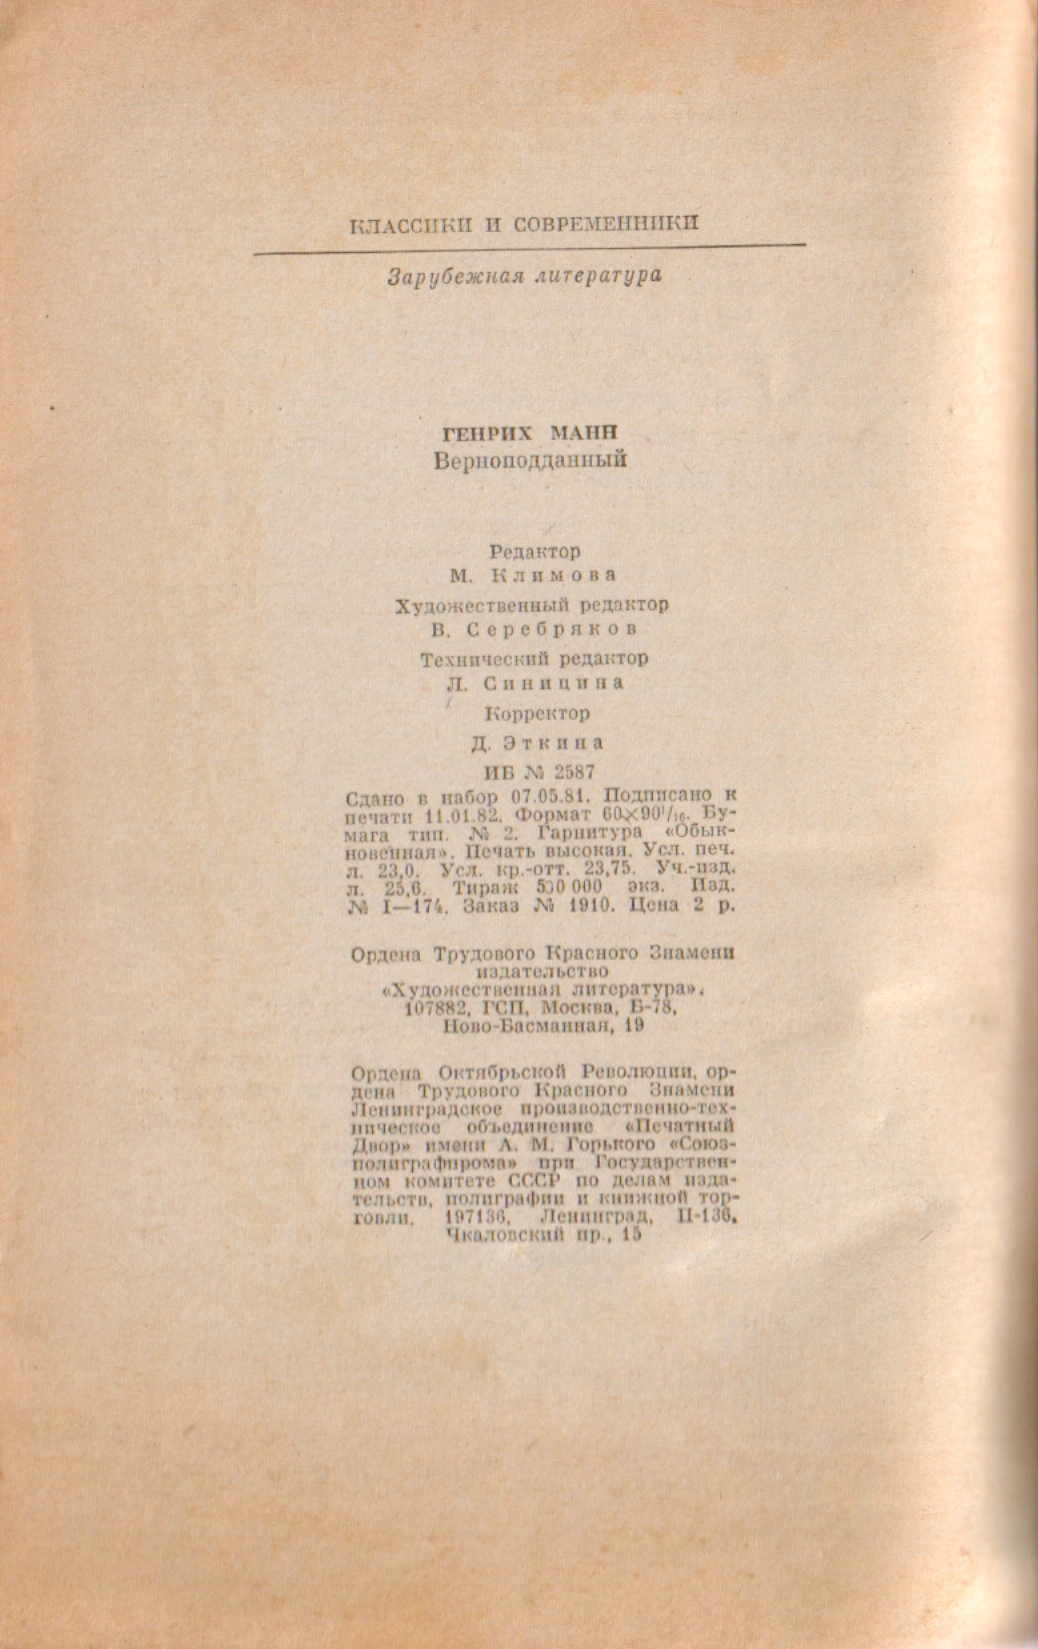 КЛАССИКИ И СОВРЕМЕННИКИ
Зарубежная литература
ГЕНРИХ МАНН
Верноподданный
Редактор
М. Климова
Художественный редактор
В. Серебряков
Технический редактор
Л. Синицина
Корректор
Д. Эткина
ИБ № 2587
Сдано в набор 07.05.81. Подписано к
печати 11.01.82. Формат 60×90¹/₁₆. Бу-
мага тип. № 2. Гарнитура «Обык-
новенная». Печать высокая. Усл. печ.
л. 23,0. Усл. кр.-отт. 23,75. Уч.-изд.
л. 25,6. Тираж 500 000 экз. Изд.
№ I—174. Заказ № 1910. Цена 2 р.
Ордена Трудового Красного Знамени
издательство
«Художественная литература».
107882, ГСП, Москва, Б-78,
Ново-Басманная, 19
Ордена Октябрьской Революции, ор-
дена Трудового Красного Знамени
Ленинградское производственно-тех-
ническое объединение «Печатный
Двор» имени А. М. Горького «Союз-
полиграфпрома» при Государствен-
ном комитете СССР по делам изда-
тельств, полиграфии и книжной тор-
говли. 197136, Ленинград, П-136,
Чкаловский пр., 15